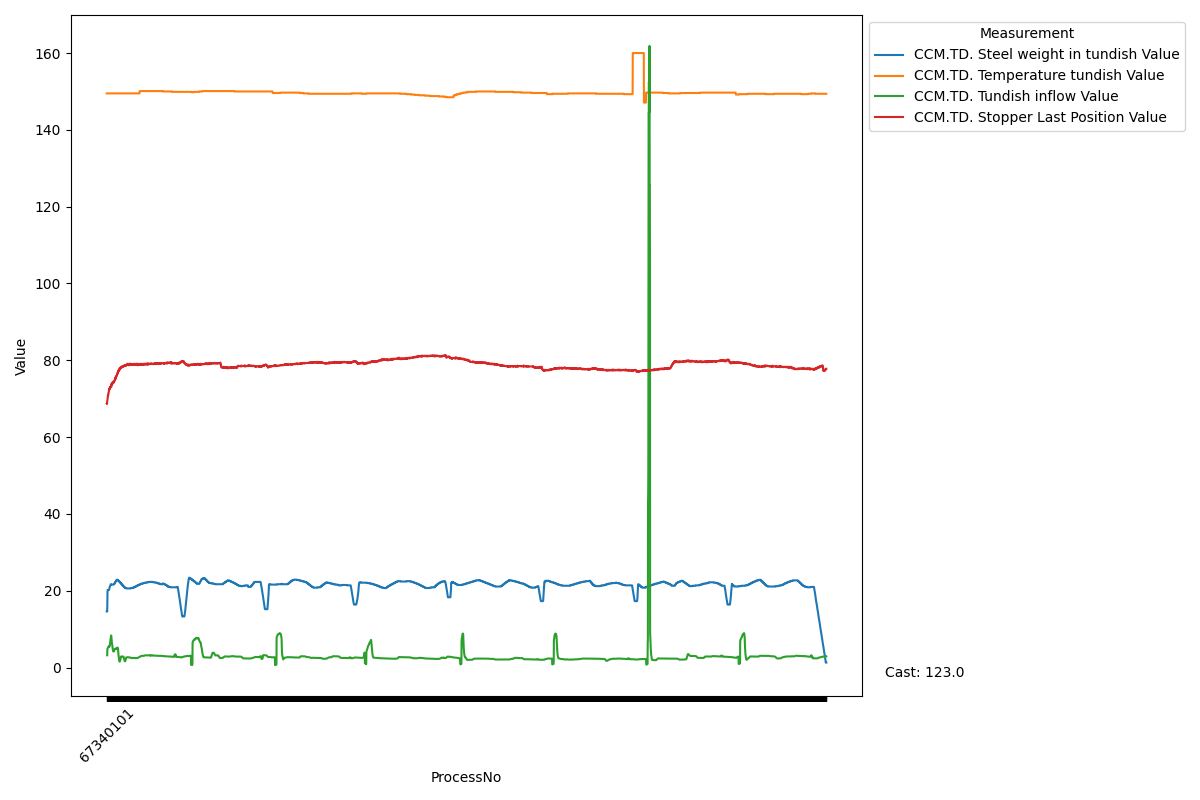 Measurement
CCM.TD. Steel weight in tundish Value
CCM.TD. Temperature tundish Value
CCM.TD. Tundish inflow Value
CCM.TD. Stopper Last Position Value
160
140
120
100
80
60
40
20
0
Value
67340101
ProcessNo
Cast: 123.0